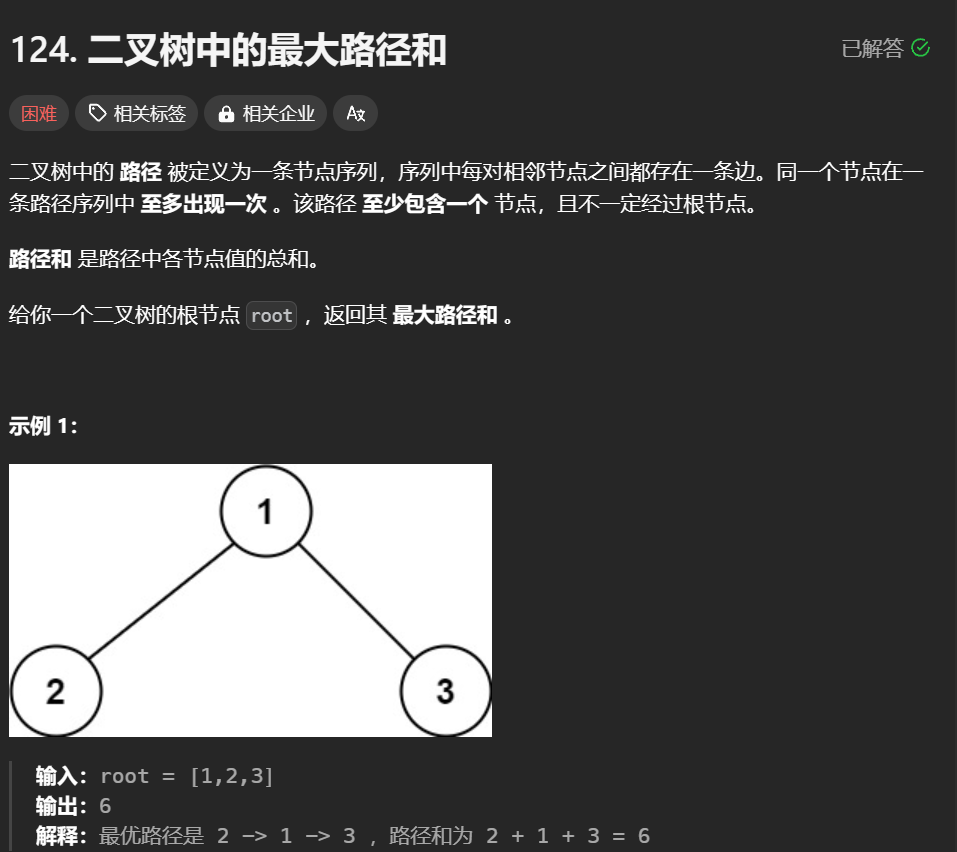 124. 二叉树中的最大路径和
已解答
困难 相关标签 相关企业 Aあ
二叉树中的 路径 被定义为一条节点序列，序列中每对相邻节点之间都存在一条边。同一个节点在一
条路径序列中 至多出现一次 。该路径 至少包含一个 节点，且不一定经过根节点。
路径和 是路径中各节点值的总和。
给你一个二叉树的根节点 root ，返回其 最大路径和 。
示例 1：
1
2 3
输入：root = [1,2,3]
输出：6
解释：最优路径是 2 -> 1 -> 3 ，路径和为 2 + 1 + 3 = 6